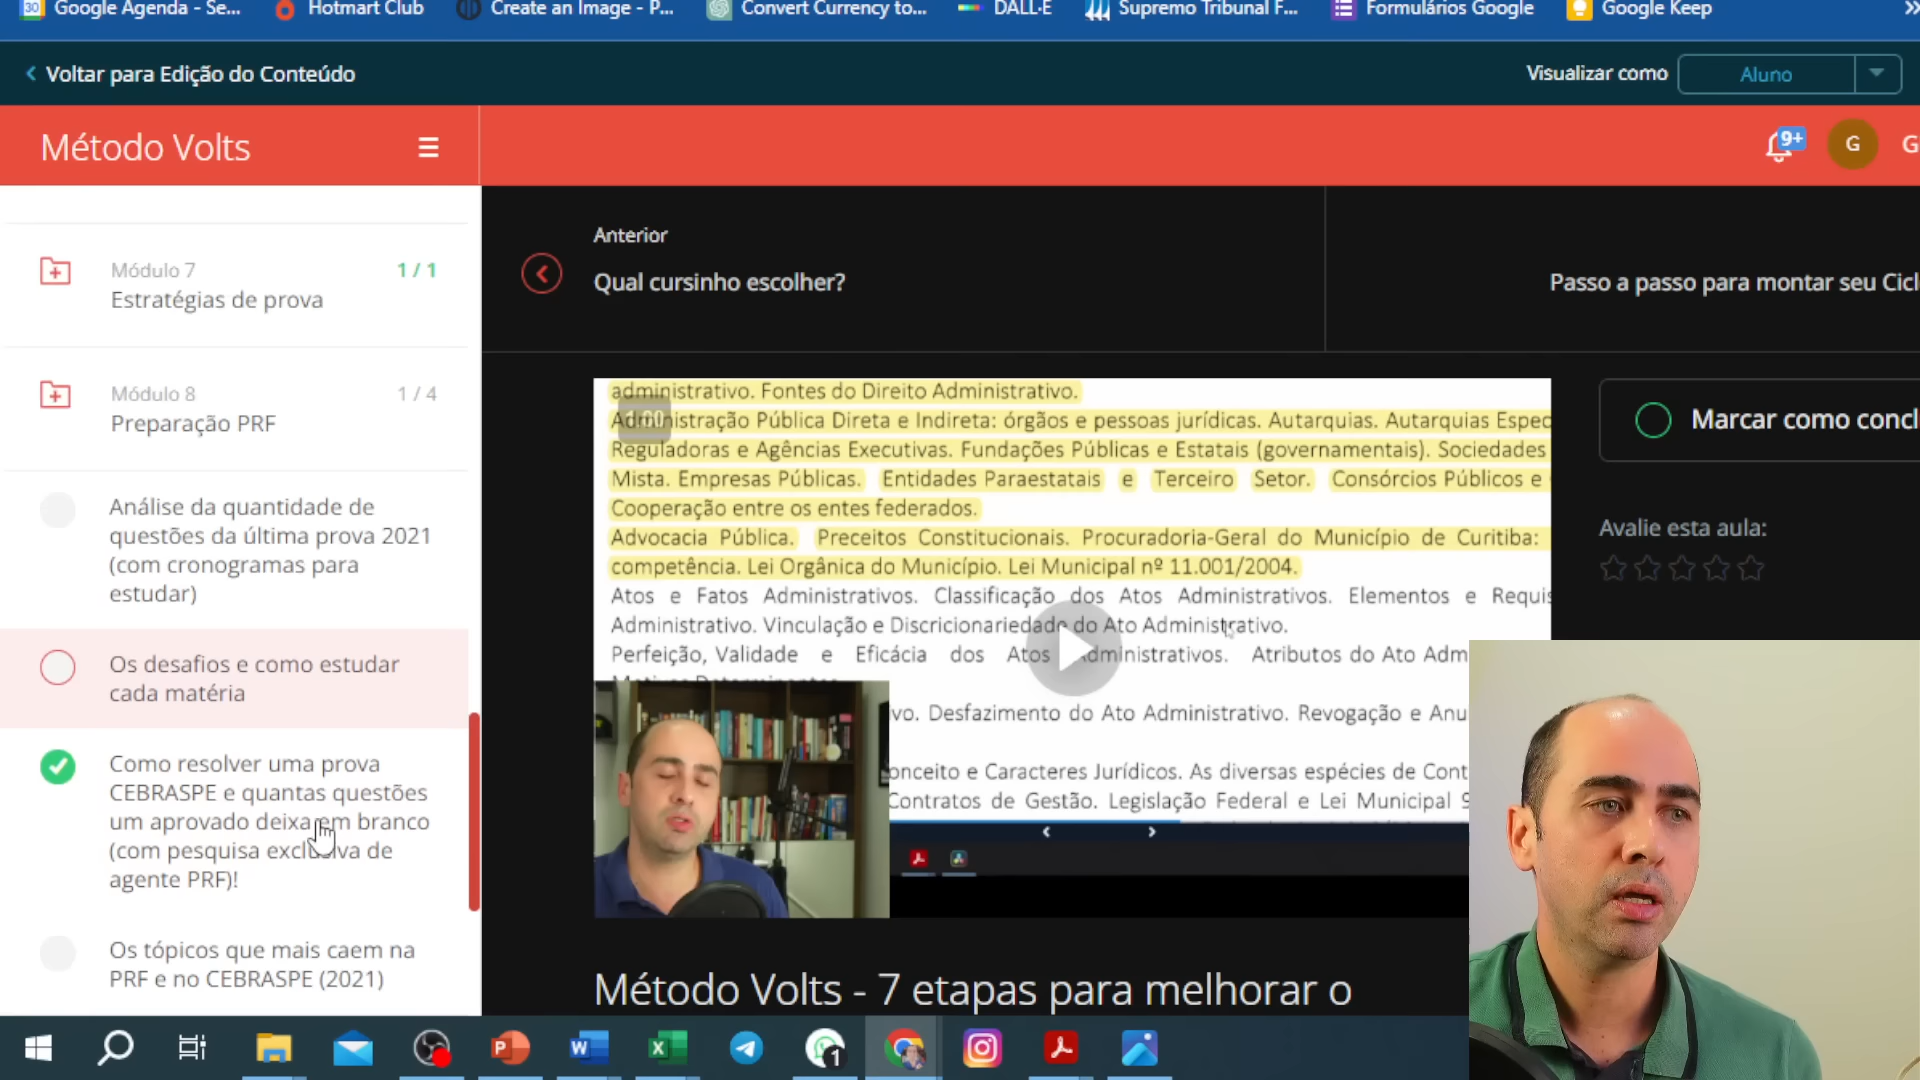 Google Agenda - Se...
Hotmart Club
Create an Image - P...
Convert Currency to...
DALL·E
Supremo Tribunal F...
Formulários Google
Google Keep
Voltar para Edição do Conteúdo
Visualizar como
Aluno
Método Volts
9+
G
G
Módulo 7
1 / 1
Estratégias de prova
Módulo 8
1 / 4
Preparação PRF
Análise da quantidade de
questões da última prova 2021
(com cronogramas para
estudar)
Os desafios e como estudar
cada matéria
Como resolver uma prova
CEBRASPE e quantas questões
um aprovado deixa em branco
(com pesquisa exclusiva de
agente PRF)!
Os tópicos que mais caem na
PRF e no CEBRASPE (2021)
Anterior
Qual cursinho escolher?
Passo a passo para montar seu Cicl
administrativo. Fontes do Direito Administrativo.
1:00
Administração Pública Direta e Indireta: órgãos e pessoas jurídicas. Autarquias. Autarquias Espec
Reguladoras e Agências Executivas. Fundações Públicas e Estatais (governamentais). Sociedades
Mista. Empresas Públicas. Entidades Paraestatais e Terceiro Setor. Consórcios Públicos e
Cooperação entre os entes federados.
Advocacia Pública. Preceitos Constitucionais. Procuradoria-Geral do Município de Curitiba:
competência. Lei Orgânica do Município. Lei Municipal nº 11.001/2004.
Atos e Fatos Administrativos. Classificação dos Atos Administrativos. Elementos e Requis
Administrativo. Vinculação e Discricionariedade do Ato Administrativo.
Perfeição, Validade e Eficácia dos Atos Administrativos. Atributos do Ato Adm
vo. Desfazimento do Ato Administrativo. Revogação e Anu
onceito e Caracteres Jurídicos. As diversas espécies de Cont
Contratos de Gestão. Legislação Federal e Lei Municipal 9
Marcar como concl
Avalie esta aula:
Método Volts - 7 etapas para melhorar o
1